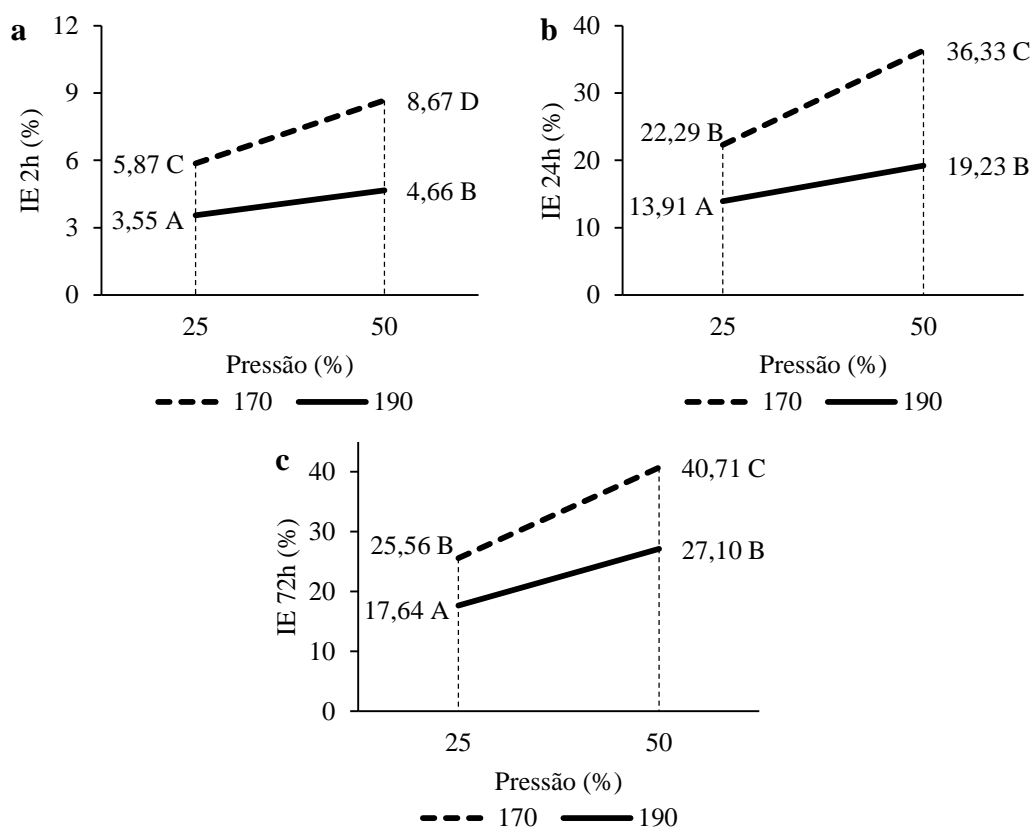 a
IE 2h (%)
12
9
6
3
0
8,67 D
5,87 C
4,66 B
3,55 A
25 50
Pressão (%)
170 190
b
IE 24h (%)
40
30
20
10
0
36,33 C
22,29 B
19,23 B
13,91 A
25 50
Pressão (%)
170 190
c
IE 72h (%)
40
30
20
10
0
40,71 C
25,56 B
27,10 B
17,64 A
25 50
Pressão (%)
170 190